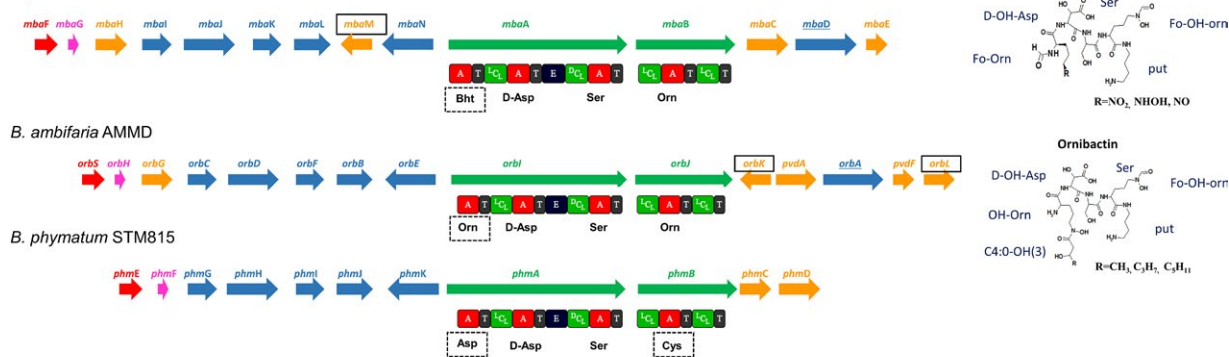 mbaF mbaG mbaH mbaI mbaJ mbaK mbaL mbaM mbaN mbaA mbaB mbaC mbaD mbaE
A T LCL A T E DCL A T LCL A T LCL T
Bht D-Asp Ser Orn
D-OH-Asp Ser Fo-OH-orn
Fo-Orn put
R=NO2, NHOH, NO
B. ambifaria AMMD
orbS orbH orbG orbC orbD orbF orbB orbE orbI orbJ orbK pvdA orbA pvdF orbL
A T LCL A T E DCL A T LCL A T LCL T
Orn D-Asp Ser Orn
Ornibactin
D-OH-Asp Ser Fo-OH-orn
OH-Orn put
C4:0-OH(3)
R=CH3, C3H7, C5H11
B. phymatum STM815
phmE phmF phmG phmH phmI phmJ phmK phmA phmB phmC phmD
A T LCL A T E DCL A T LCL A T LCL T
Asp D-Asp Ser Cys